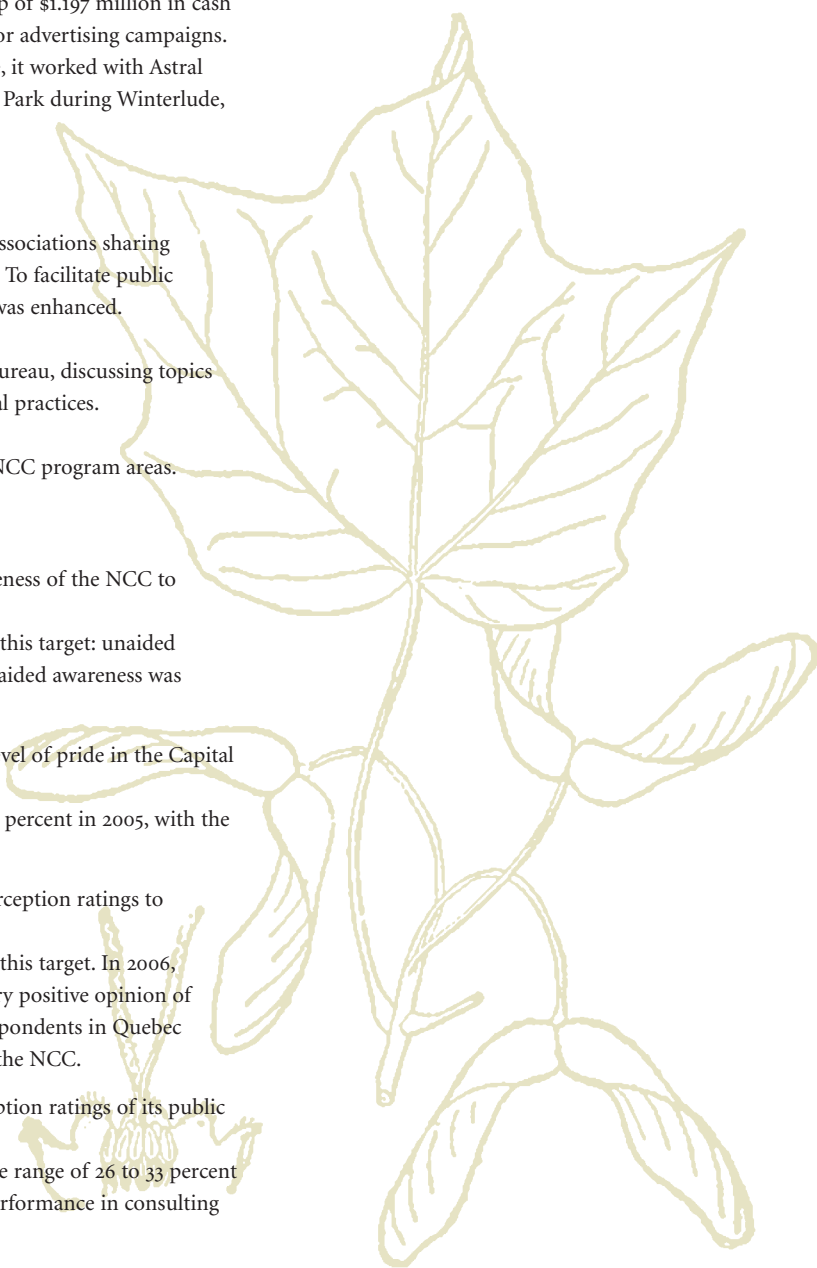 p of $1.197 million in cash
or advertising campaigns.
, it worked with Astral
Park during Winterlude,
ssociations sharing
To facilitate public
was enhanced.
ureau, discussing topics
al practices.
NCC program areas.
eness of the NCC to
this target: unaided
aided awareness was
vel of pride in the Capital
percent in 2005, with the
rception ratings to
this target. In 2006,
ry positive opinion of
pondents in Quebec
the NCC.
ption ratings of its public
e range of 26 to 33 percent
rformance in consulting